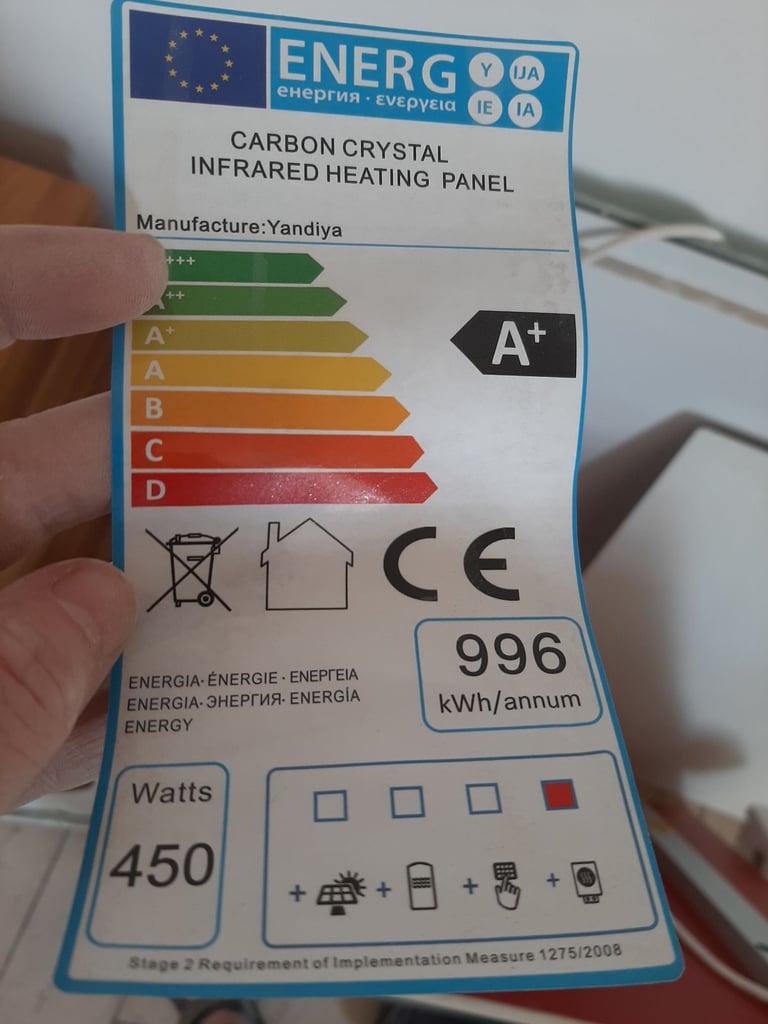 ENERG
енергия · ενεργεια
Y IJA
IE IA
CARBON CRYSTAL
INFRARED HEATING PANEL
Manufacture:Yandiya
+++
A++
A+
A
B
C
D
A+
CE
996
kWh/annum
ENERGIA· ÉNERGIE · ΕΝΕΡΓΕΙΑ
ENERGIA· ЭНЕРГИЯ· ENERGÍA
ENERGY
Watts
450
+ + + +
Stage 2 Requirement of Implementation Measure 1275/2008